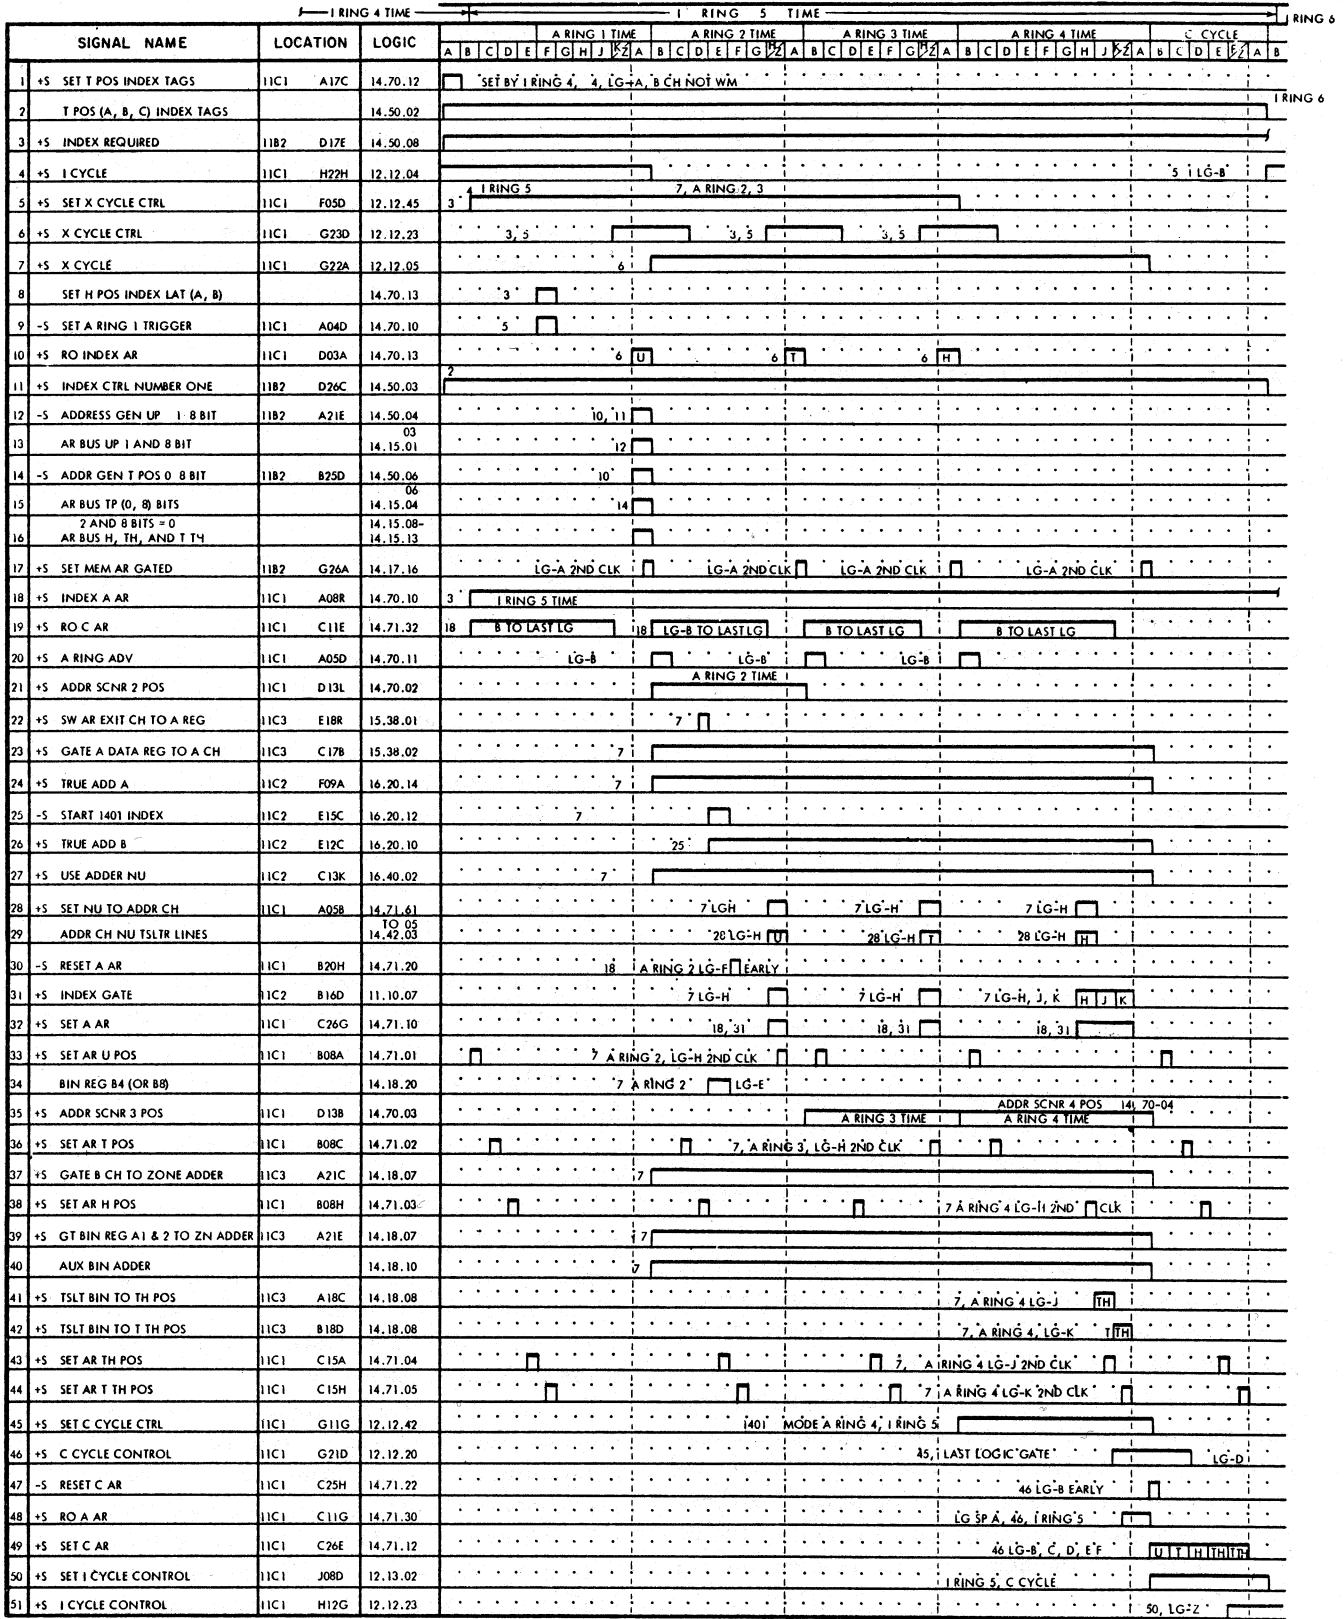 I RING 4 TIME I RING 5 TIME I RING 6
SIGNAL NAME LOCATION LOGIC A RING 1 TIME A RING 2 TIME A RING 3 TIME A RING 4 TIME C CYCLE
A B C D E F G H J A B C D E F G A B C D E F G A B C D E F G H J A B C D E A B
1 +S SET T POS INDEX TAGS 11C1 A17C 14.70.12 SET BY I RING 4, 4, LG-A, B CH NOT WM
2 T POS (A, B, C) INDEX TAGS 14.50.02 I RING 6
3 +S INDEX REQUIRED 11B2 D17E 14.50.08
4 +S I CYCLE 11C1 H22H 12.12.04 5 I LG-B
5 +S SET X CYCLE CTRL 11C1 F05D 12.12.45 3 4 I RING 5 7, A RING 2, 3
6 +S X CYCLE CTRL 11C1 G23D 12.12.23 3, 5 3, 5 3, 5
7 +S X CYCLE 11C1 G22A 12.12.05 6
8 SET H POS INDEX LAT (A, B) 14.70.13 3
9 -S SET A RING 1 TRIGGER 11C1 A04D 14.70.10 5
10 +S RO INDEX AR 11C1 D03A 14.70.13 6 U 6 T 6 H
11 +S INDEX CTRL NUMBER ONE 11B2 D26C 14.50.03 2
12 -S ADDRESS GEN UP 1 8 BIT 11B2 A21E 14.50.04 10, 11
13 AR BUS UP 1 AND 8 BIT 03 14.15.01 12
14 -S ADDR GEN T POS 0 8 BIT 11B2 B25D 14.50.06 10
15 AR BUS TP (0, 8) BITS 06 14.15.04 14
2 AND 8 BITS = 0 14.15.08-
16 AR BUS H, TH, AND T TH 14.15.13
17 +S SET MEM AR GATED 11B2 G26A 14.17.16 LG-A 2ND CLK LG-A 2ND CLK LG-A 2ND CLK LG-A 2ND CLK
18 +S INDEX A AR 11C1 A08R 14.70.10 3 I RING 5 TIME
19 +S RO C AR 11C1 C11E 14.71.32 18 B TO LAST LG 18 LG-B TO LAST LG B TO LAST LG B TO LAST LG
20 +S A RING ADV 11C1 A05D 14.70.11 LG-B LG-B LG-B
21 +S ADDR SCNR 2 POS 11C1 D13L 14.70.02 A RING 2 TIME
22 +S SW AR EXIT CH TO A REG 11C3 E18R 15.38.01 7
23 +S GATE A DATA REG TO A CH 11C3 C17B 15.38.02 7
24 +S TRUE ADD A 11C2 F09A 16.20.14 7
25 -S START 1401 INDEX 11C2 E15C 16.20.12 7
26 +S TRUE ADD B 11C2 E12C 16.20.10 25
27 +S USE ADDER NU 11C2 C13K 16.40.02 7
28 +S SET NU TO ADDR CH 11C1 A05B 14.71.61 7 LGH 7 LG-H 7 LG-H
29 ADDR CH NU TSLTR LINES TO 05 14.42.03 28 LG-H U 28 LG-H T 28 LG-H H
30 -S RESET A AR 11C1 B20H 14.71.20 18 A RING 2 LG-F EARLY
31 +S INDEX GATE 11C2 B16D 11.10.07 7 LG-H 7 LG-H 7 LG-H, J, K H J K
32 +S SET A AR 11C1 C26G 14.71.10 18, 31 18, 31 18, 31
33 +S SET AR U POS 11C1 B08A 14.71.01 7 A RING 2, LG-H 2ND CLK
34 BIN REG B4 (OR B8) 14.18.20 7 A RING 2 LG-E
35 +S ADDR SCNR 3 POS 11C1 D13B 14.70.03 A RING 3 TIME ADDR SCNR 4 POS 14, 70-04 A RING 4 TIME
36 +S SET AR T POS 11C1 B08C 14.71.02 7, A RING 3, LG-H 2ND CLK
37 +S GATE B CH TO ZONE ADDER 11C3 A21C 14.18.07 7
38 +S SET AR H POS 11C1 B08H 14.71.03 7 A RING 4 LG-H 2ND CLK
39 +S GT BIN REG A1 & 2 TO ZN ADDER 11C3 A21E 14.18.07 7
40 AUX BIN ADDER 14.18.10 7
41 +S TSLT BIN TO TH POS 11C3 A18C 14.18.08 7, A RING 4 LG-J TH
42 +S TSLT BIN TO T TH POS 11C3 B18D 14.18.08 7, A RING 4, LG-K T TH
43 +S SET AR TH POS 11C1 C15A 14.71.04 7, A RING 4 LG-J 2ND CLK
44 +S SET AR T TH POS 11C1 C15H 14.71.05 7 A RING 4 LG-K 2ND CLK
45 +S SET C CYCLE CTRL 11C1 G11G 12.12.42 1401 MODE A RING 4, I RING 5
46 +S C CYCLE CONTROL 11C1 G21D 12.12.20 45, LAST LOGIC GATE LG-D
47 -S RESET C AR 11C1 C25H 14.71.22 46 LG-B EARLY
48 +S RO A AR 11C1 C11G 14.71.30 LG SP A, 46, I RING 5
49 +S SET C AR 11C1 C26E 14.71.12 46 LG-B, C, D, E F U T H TH T TH
50 +S SET I CYCLE CONTROL 11C1 J08D 12.13.02 I RING 5, C CYCLE
51 +S I CYCLE CONTROL 11C1 H12G 12.12.23 50, LG-Z